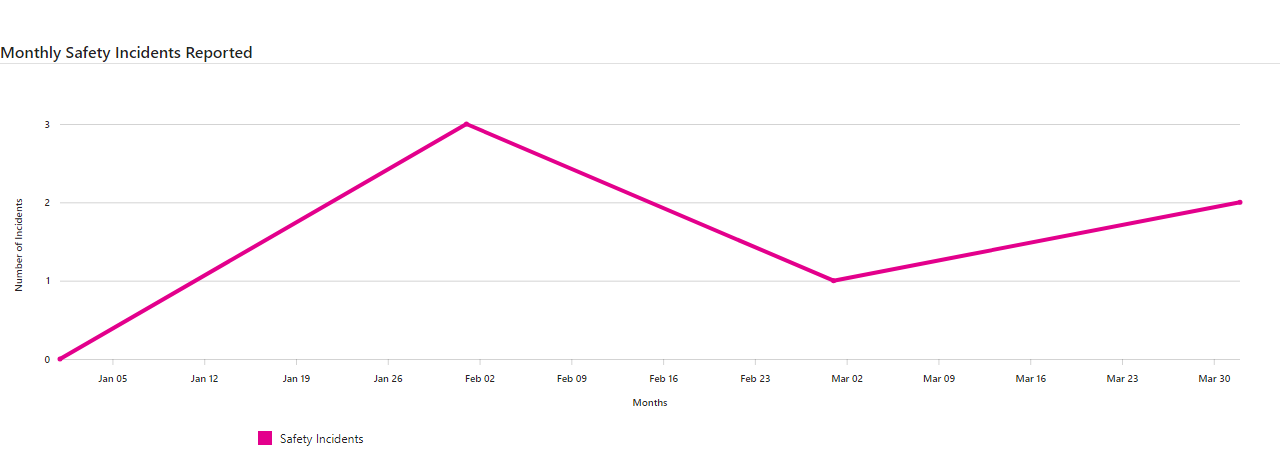 Monthly Safety Incidents Reported
3
2
1
0
Number of Incidents
Jan 05 Jan 12 Jan 19 Jan 26 Feb 02 Feb 09 Feb 16 Feb 23 Mar 02 Mar 09 Mar 16 Mar 23 Mar 30
Months
Safety Incidents